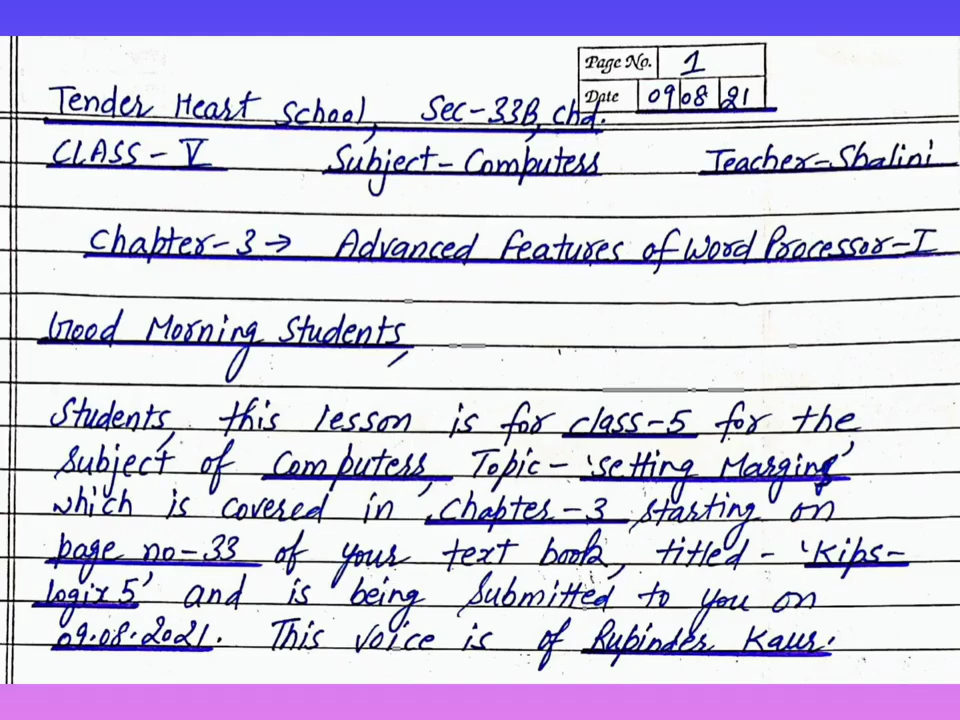 Page No. 1
Date 09 08 21
Tender Heart School, Sec-33B, Chd.
CLASS - V Subject - Computers Teacher - Shalini
Chapter-3 → Advanced Features of Word Processor-I
Good Morning Students,
Students, this lesson is for class-5 for the
subject of Computers, Topic - 'setting Margins'
which is covered in, Chapter-3 starting on
page no-33 of your text book, titled - 'Kips-
logix 5' and is being submitted to you on
09.08.2021. This voice is of Rupinder Kaur.